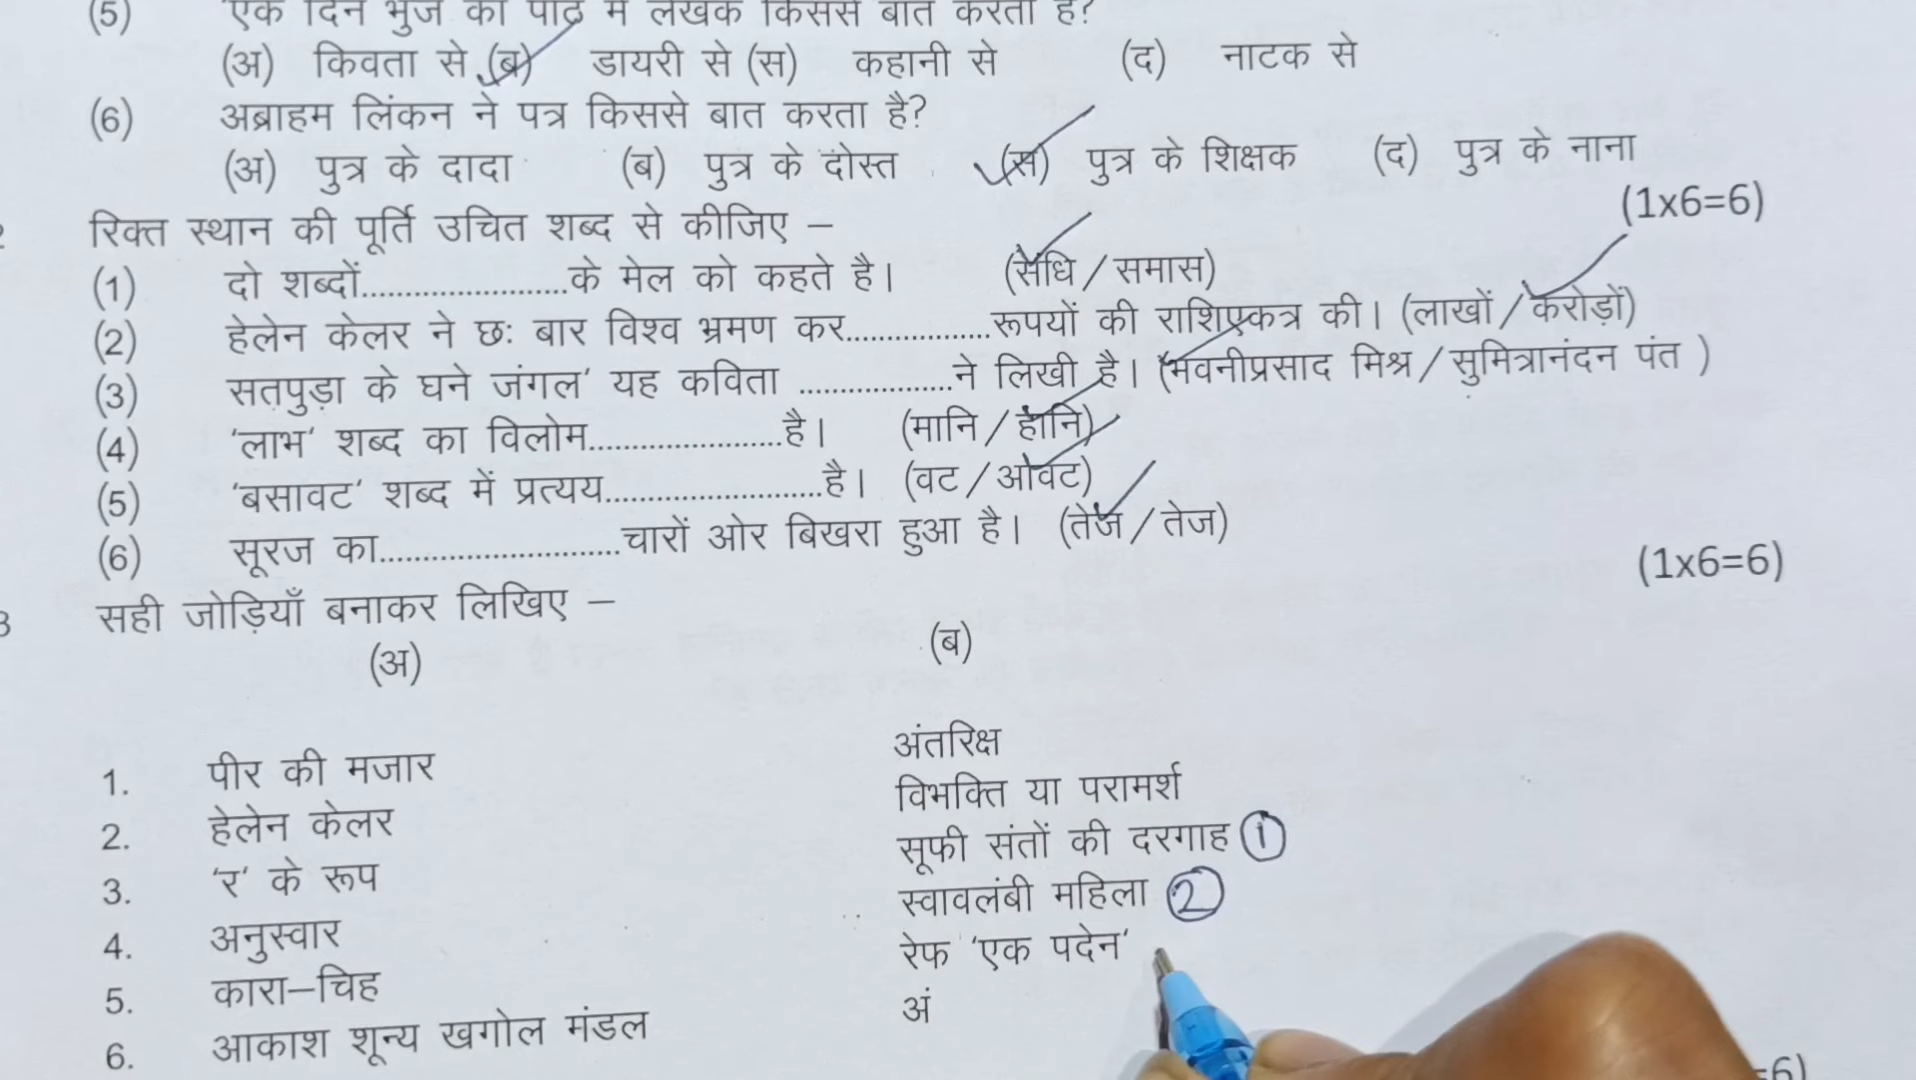 (5) एक दिन भुज का पाठ में लेखक किससे बात करता है?
(अ) किवता से (ब) डायरी से (स) कहानी से (द) नाटक से
(6) अब्राहम लिंकन ने पत्र किससे बात करता है?
(अ) पुत्र के दादा (ब) पुत्र के दोस्त (स) पुत्र के शिक्षक (द) पुत्र के नाना
(1x6=6)
रिक्त स्थान की पूर्ति उचित शब्द से कीजिए –
(1) दो शब्दों......................के मेल को कहते है। (संधि / समास)
(2) हेलेन केलर ने छः बार विश्व भ्रमण कर...............रूपयों की राशिएकत्र की। (लाखों / करोड़ों)
(3) सतपुड़ा के घने जंगल' यह कविता ................ने लिखी है। (भवनीप्रसाद मिश्र / सुमित्रानंदन पंत )
(4) 'लाभ' शब्द का विलोम....................है। (मानि / हानि)
(5) 'बसावट' शब्द में प्रत्यय......................है। (वट / आवट)
(6) सूरज का........................चारों ओर बिखरा हुआ है। (तेज / तेज)
(1x6=6)
3 सही जोड़ियाँ बनाकर लिखिए –
(अ) (ब)
1. पीर की मजार अंतरिक्ष
2. हेलेन केलर विभक्ति या परामर्श
3. 'र' के रूप सूफी संतों की दरगाह 1
4. अनुस्वार स्वावलंबी महिला 2
5. कारा–चिह रेफ 'एक पदेन'
6. आकाश शून्य खगोल मंडल अं
=6)